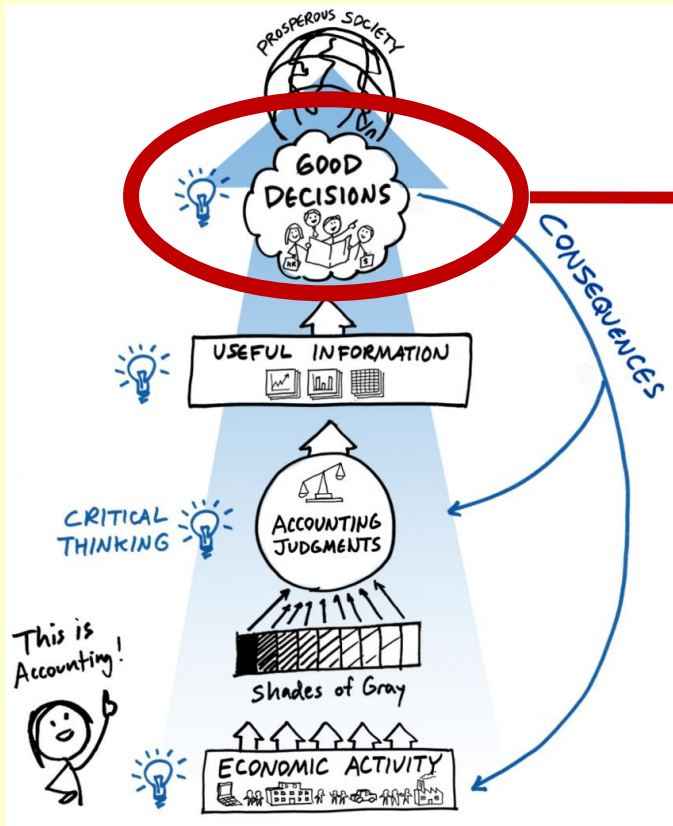 PROSPEROUS SOCIETY
GOOD
DECISIONS
HR
$
CONSEQUENCES
USEFUL INFORMATION
CRITICAL
THINKING
ACCOUNTING
JUDGMENTS
This is
Accounting!
Shades of Gray
ECONOMIC ACTIVITY